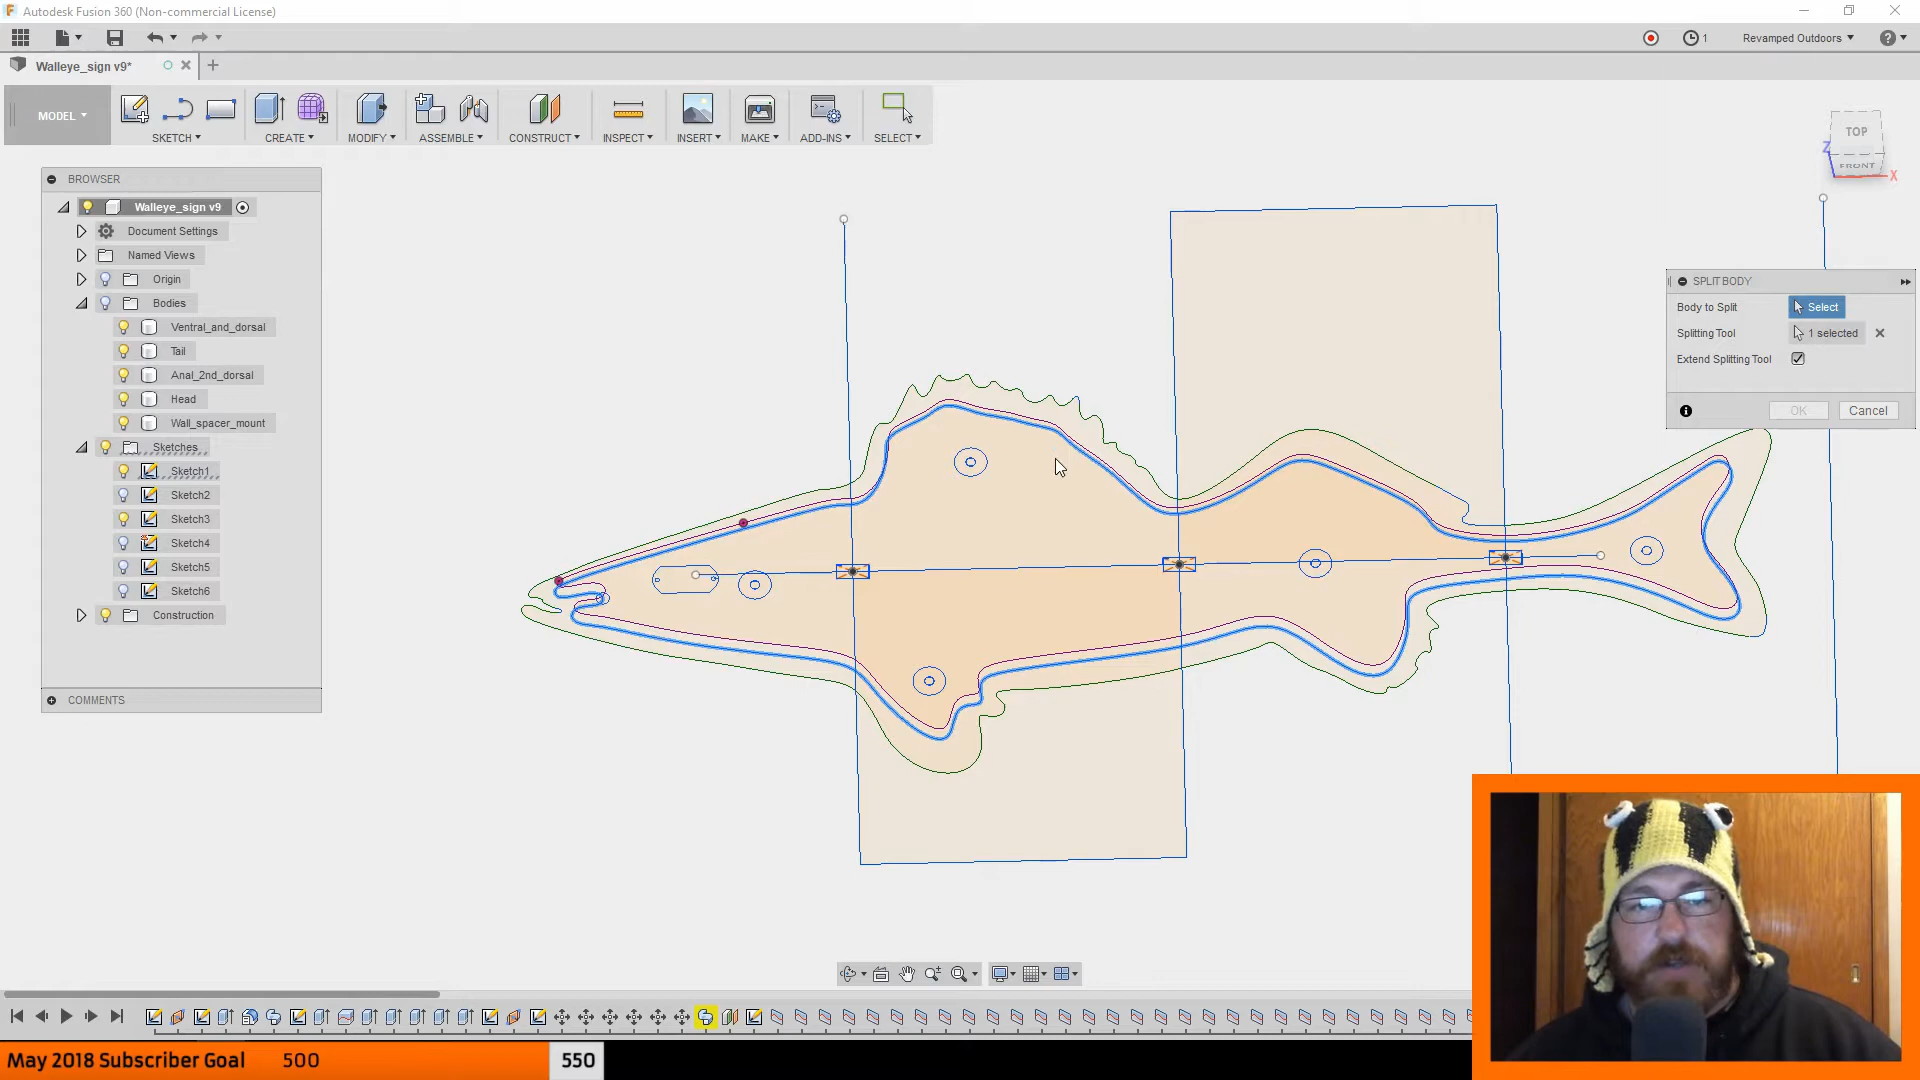 Autodesk Fusion 360 (Non-commercial License)
1
Revamped Outdoors
?
Walleye_sign v9*
MODEL
SKETCH
CREATE
MODIFY
ASSEMBLE
CONSTRUCT
INSPECT
INSERT
MAKE
ADD-INS
SELECT
TOP
FRONT
Z
X
BROWSER
Walleye_sign v9
Document Settings
Named Views
Origin
Bodies
Ventral_and_dorsal
Tail
Anal_2nd_dorsal
Head
Wall_spacer_mount
Sketches
Sketch1
Sketch2
Sketch3
Sketch4
Sketch5
Sketch6
Construction
COMMENTS
SPLIT BODY
Body to Split Select
Splitting Tool 1 selected
Extend Splitting Tool
OK Cancel
May 2018 Subscriber Goal 500 550